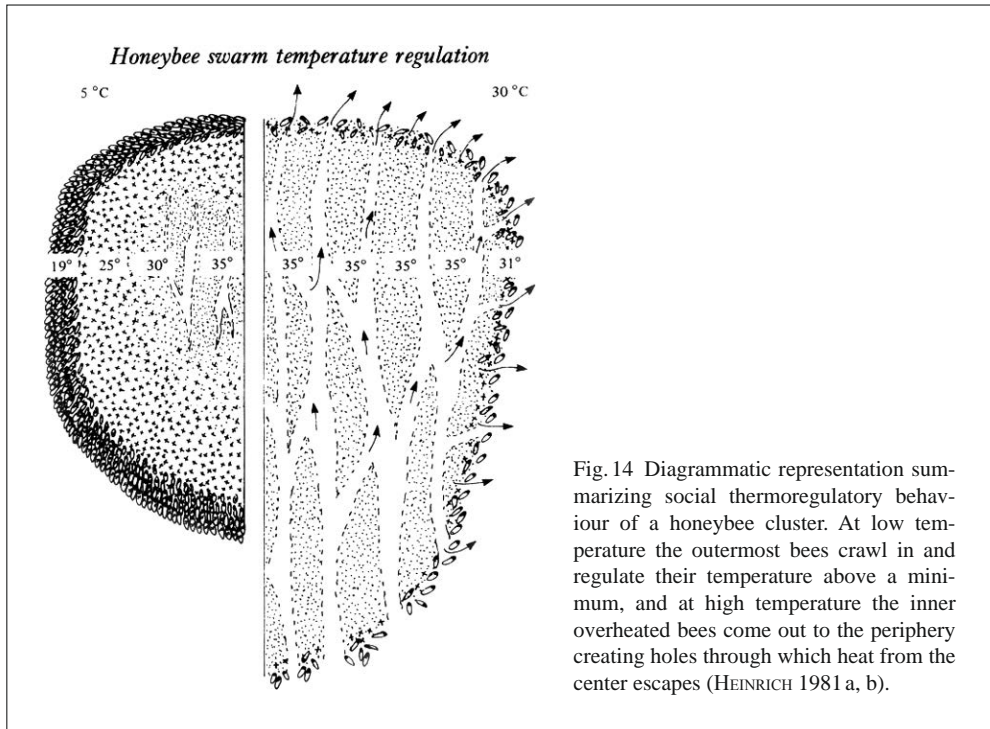 Honeybee swarm temperature regulation
5 °C 30 °C
19° 25° 30° 35° 35° 35° 35° 35° 31°
Fig. 14 Diagrammatic representation sum-
marizing social thermoregulatory behav-
iour of a honeybee cluster. At low tem-
perature the outermost bees crawl in and
regulate their temperature above a mini-
mum, and at high temperature the inner
overheated bees come out to the periphery
creating holes through which heat from the
center escapes (HEINRICH 1981 a, b).